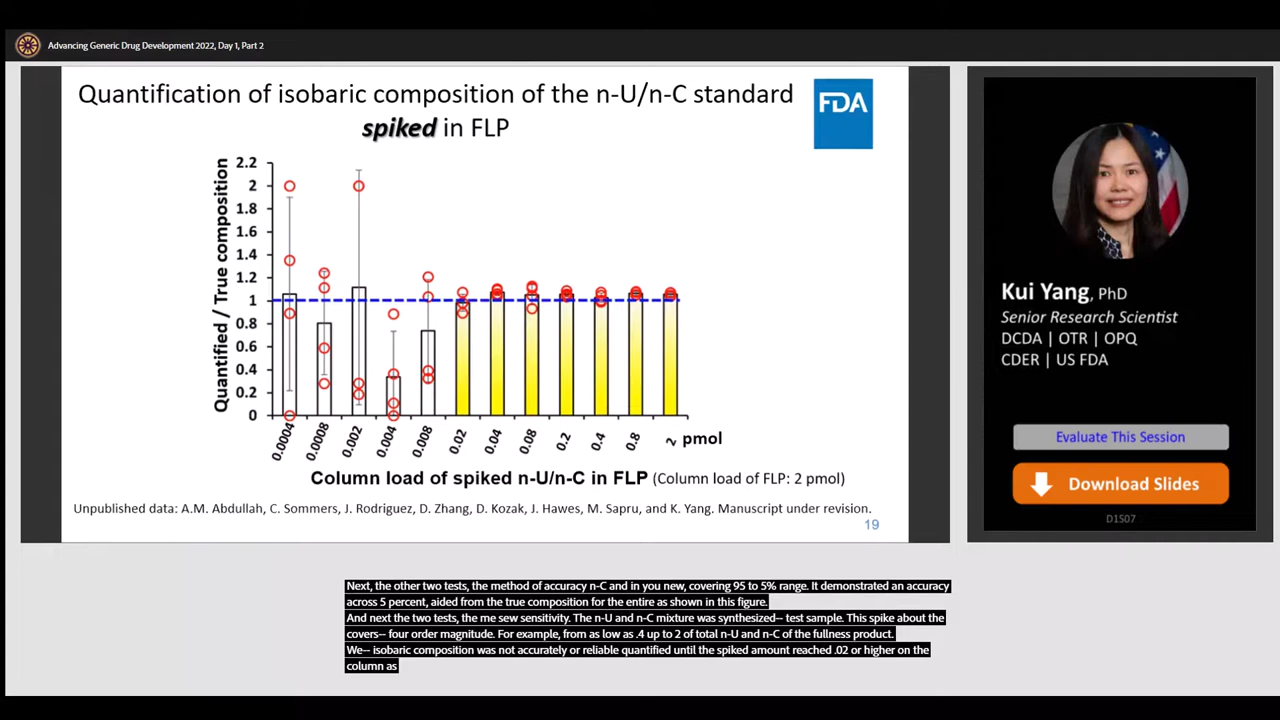 Advancing Generic Drug Development 2022, Day 1, Part 2
Quantification of isobaric composition of the n-U/n-C standard
spiked in FLP
FDA
Quantified / True composition
2.2
2
1.8
1.6
1.4
1.2
1
0.8
0.6
0.4
0.2
0
0.0004 0.0008 0.002 0.004 0.008 0.02 0.04 0.08 0.2 0.4 0.8 2 pmol
Column load of spiked n-U/n-C in FLP (Column load of FLP: 2 pmol)
Unpublished data: A.M. Abdullah, C. Sommers, J. Rodriguez, D. Zhang, D. Kozak, J. Hawes, M. Sapru, and K. Yang. Manuscript under revision.
19
Kui Yang, PhD
Senior Research Scientist
DCDA | OTR | OPQ
CDER | US FDA
Evaluate This Session
Download Slides
D1S07
Next, the other two tests, the method of accuracy n-C and in you new, covering 95 to 5% range. It demonstrated an accuracy
across 5 percent, aided from the true composition for the entire as shown in this figure.
And next the two tests, the me sew sensitivity. The n-U and n-C mixture was synthesized-- test sample. This spike about the
covers-- four order magnitude. For example, from as low as .4 up to 2 of total n-U and n-C of the fullness product.
We-- isobaric composition was not accurately or reliable quantified until the spiked amount reached .02 or higher on the
column as